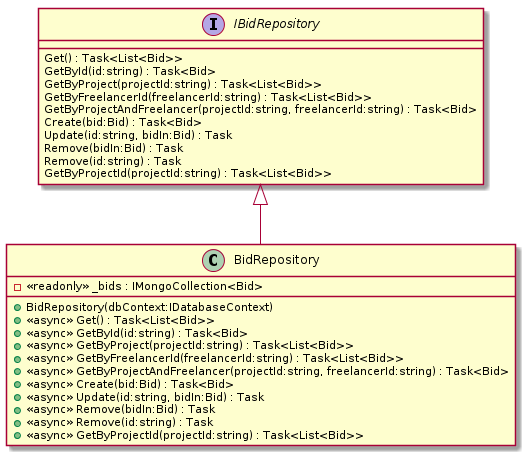 I IBidRepository
Get() : Task<List<Bid>>
GetById(id:string) : Task<Bid>
GetByProject(projectId:string) : Task<List<Bid>>
GetByFreelancerId(freelancerId:string) : Task<List<Bid>>
GetByProjectAndFreelancer(projectId:string, freelancerId:string) : Task<Bid>
Create(bid:Bid) : Task<Bid>
Update(id:string, bidIn:Bid) : Task
Remove(bidIn:Bid) : Task
Remove(id:string) : Task
GetByProjectId(projectId:string) : Task<List<Bid>>
C BidRepository
«readonly» _bids : IMongoCollection<Bid>
BidRepository(dbContext:IDatabaseContext)
«async» Get() : Task<List<Bid>>
«async» GetById(id:string) : Task<Bid>
«async» GetByProject(projectId:string) : Task<List<Bid>>
«async» GetByFreelancerId(freelancerId:string) : Task<List<Bid>>
«async» GetByProjectAndFreelancer(projectId:string, freelancerId:string) : Task<Bid>
«async» Create(bid:Bid) : Task<Bid>
«async» Update(id:string, bidIn:Bid) : Task
«async» Remove(bidIn:Bid) : Task
«async» Remove(id:string) : Task
«async» GetByProjectId(projectId:string) : Task<List<Bid>>